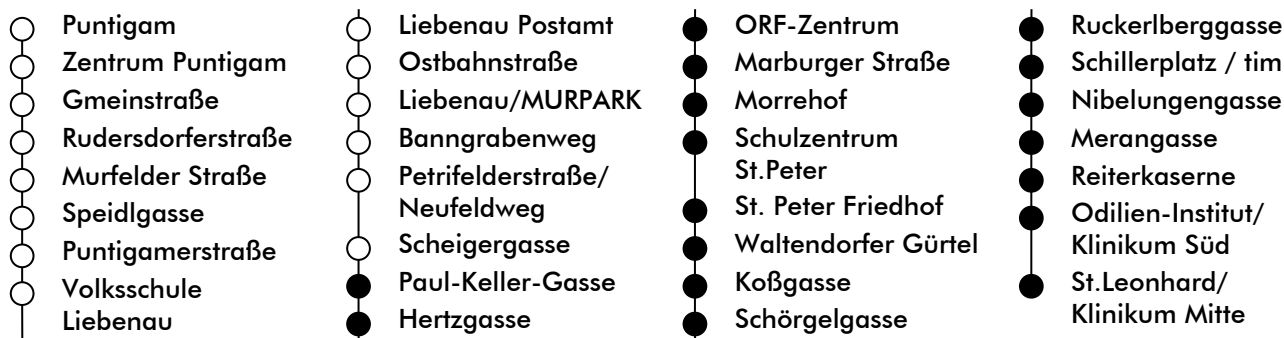 Puntigam
Zentrum Puntigam
Gmeinstraße
Rudersdorferstraße
Murfelder Straße
Speidlgasse
Puntigamerstraße
Volksschule
Liebenau
Liebenau Postamt
Ostbahnstraße
Liebenau/MURPARK
Banngrabenweg
Petrifelderstraße/
Neufeldweg
Scheigergasse
Paul-Keller-Gasse
Hertzgasse
ORF-Zentrum
Marburger Straße
Morrehof
Schulzentrum
St.Peter
St. Peter Friedhof
Waltendorfer Gürtel
Koßgasse
Schörgelgasse
Ruckerlberggasse
Schillerplatz / tim
Nibelungengasse
Merangasse
Reiterkaserne
Odilien-Institut/
Klinikum Süd
St.Leonhard/
Klinikum Mitte